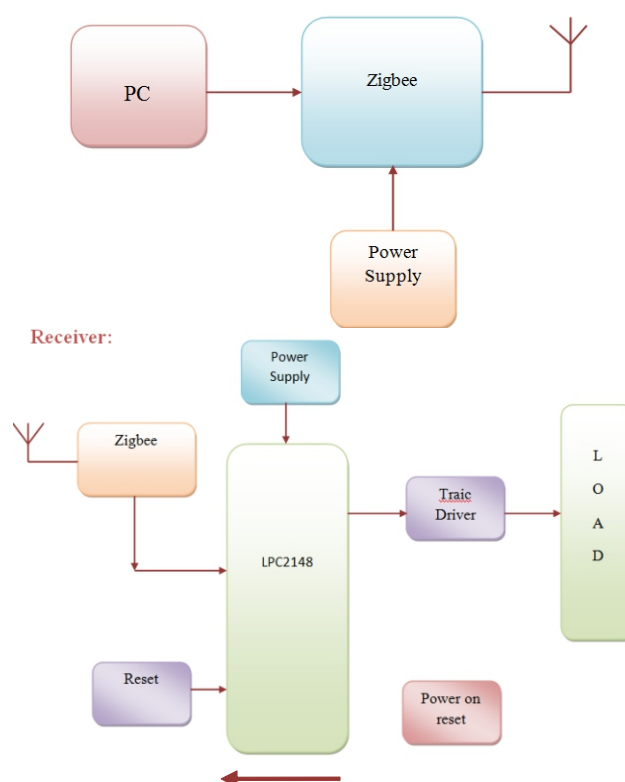 PC
Zigbee
Power
Supply
Receiver:
Power
Supply
Zigbee
LPC2148
Traic
Driver
L
O
A
D
Reset
Power on
reset